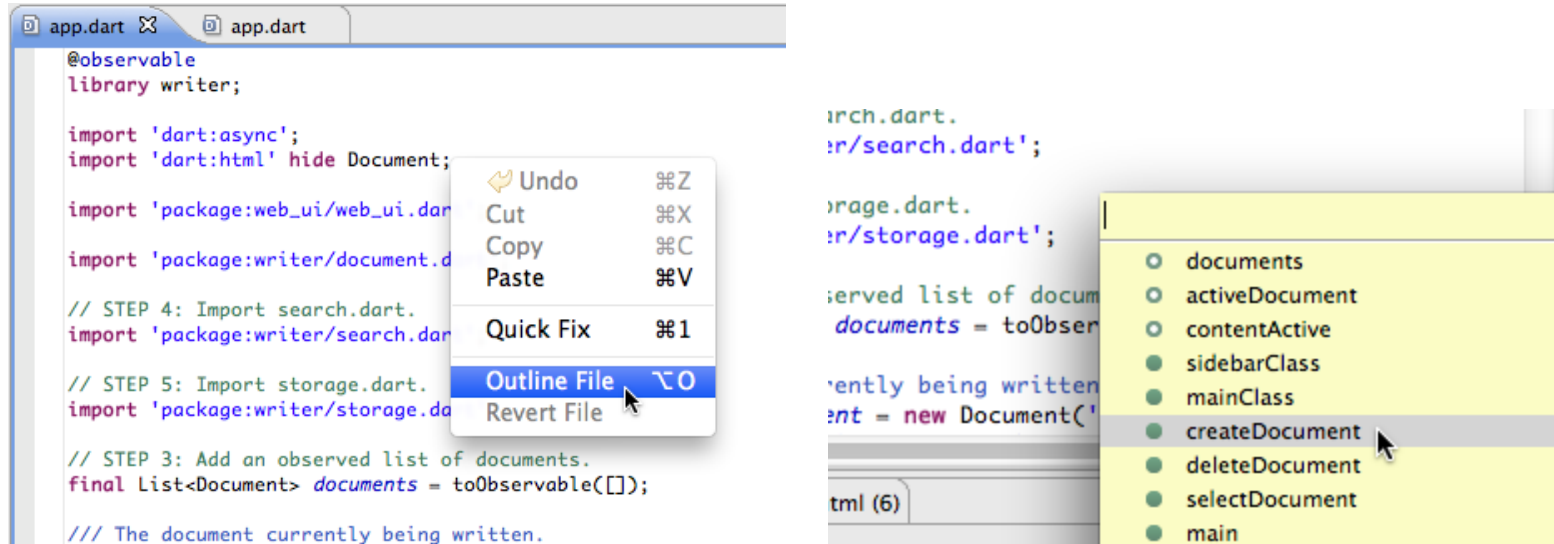 app.dart
app.dart
@observable
library writer;
import 'dart:async';
import 'dart:html' hide Document;
import 'package:web_ui/web_ui.dar
import 'package:writer/document.d
// STEP 4: Import search.dart.
import 'package:writer/search.dar
// STEP 5: Import storage.dart.
import 'package:writer/storage.da
// STEP 3: Add an observed list of documents.
final List<Document> documents = toObservable([]);
/// The document currently being written.
Undo ⌘Z
Cut ⌘X
Copy ⌘C
Paste ⌘V
Quick Fix ⌘1
Outline File ⌥O
Revert File
arch.dart.
er/search.dart';
orage.dart.
er/storage.dart';
served list of docum
documents = toObser
rently being written
ent = new Document('
tml (6)
documents
activeDocument
contentActive
sidebarClass
mainClass
createDocument
deleteDocument
selectDocument
main